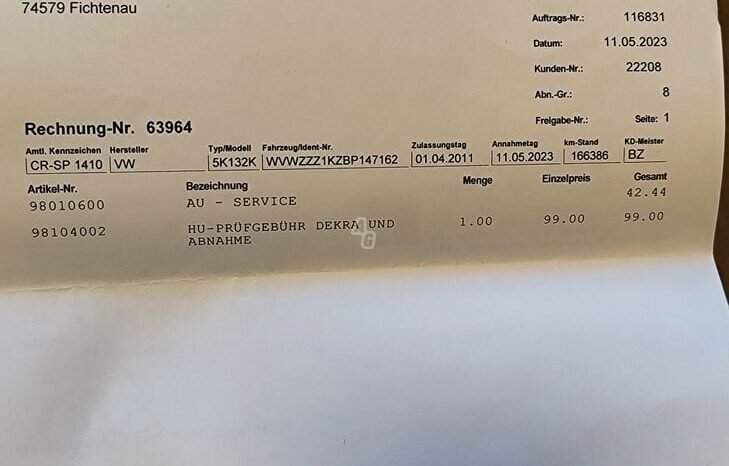 74579 Fichtenau
Auftrags-Nr.: 116831
Datum: 11.05.2023
Kunden-Nr.: 22208
Abn.-Gr.: 8
Freigabe-Nr.: Seite: 1
Rechnung-Nr. 63964
Amtl. Kennzeichen Hersteller Typ/Modell Fahrzeug/Ident-Nr. Zulassungstag Annahmetag km-Stand KD-Meister
CR-SP 1410 VW 5K132K WVWZZZ1KZBP147162 01.04.2011 11.05.2023 166386 BZ
Artikel-Nr. Bezeichnung Menge Einzelpreis Gesamt
98010600 AU - SERVICE 42.44
98104002 HU-PRÜFGEBÜHR DEKRA UND 1.00 99.00 99.00
ABNAHME